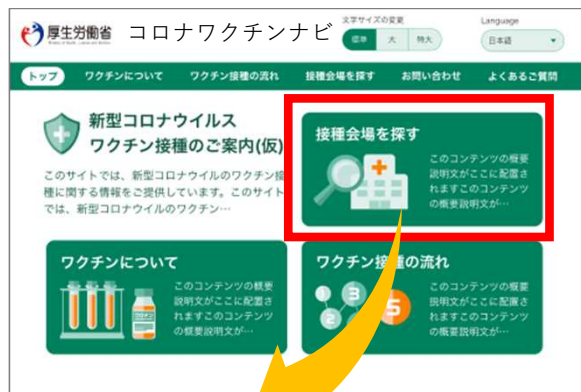 厚生労働省 コロナワクチンナビ
文字サイズの変更
標準 大 特大
Language
日本語
トップ ワクチンについて ワクチン接種の流れ 接種会場を探す お問い合わせ よくあるご質問
新型コロナウイルス
ワクチン接種のご案内(仮)
このサイトでは、新型コロナウイルのワクチン接
種に関する情報をご提供しています。このサイト
では、新型コロナウイルのワクチン…
接種会場を探す
このコンテンツの概要
説明文がここに配置さ
れますこのコンテンツ
の概要説明文が…
ワクチンについて
このコンテンツの概要
説明文がここに配置さ
れますこのコンテンツ
の概要説明文が…
ワクチン接種の流れ
1
2
3
5
このコンテンツの概要
説明文がここに配置さ
れますこのコンテンツ
の概要説明文が…